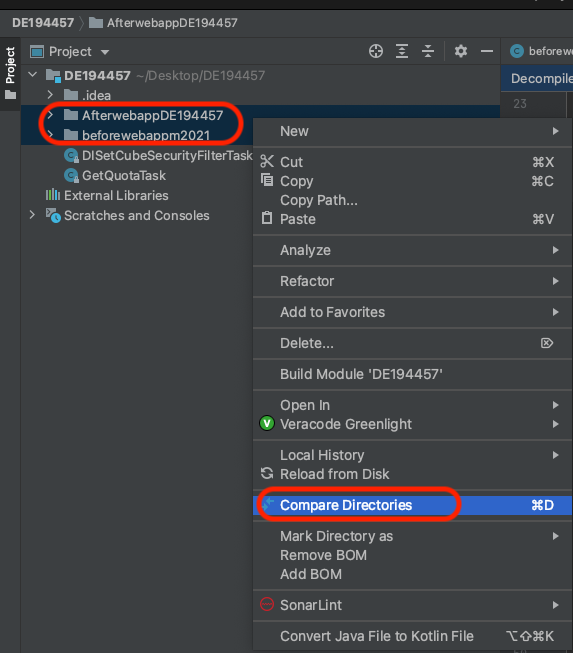 DE194457 AfterwebappDE194457
Project
Project
beforewe
DE194457 ~/Desktop/DE194457
Decompile
.idea
23
AfterwebappDE194457
beforewebappm2021
New
DISetCubeSecurityFilterTask
Cut ⌘X
GetQuotaTask
Copy ⌘C
External Libraries
Copy Path...
Scratches and Consoles
Paste ⌘V
Analyze
Refactor
Add to Favorites
Delete... ⌦
Build Module 'DE194457'
Open In
V Veracode Greenlight
Local History
Reload from Disk
Compare Directories ⌘D
Mark Directory as
Remove BOM
Add BOM
SonarLint
Convert Java File to Kotlin File ⌥⇧⌘K